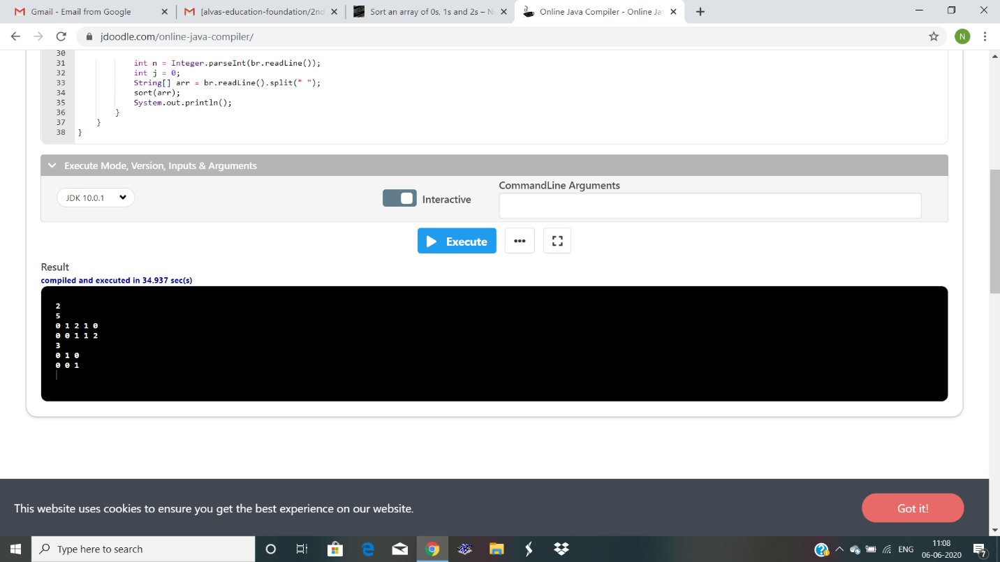 Gmail - Email from Google
[alvas-education-foundation/2nd
Sort an array of 0s, 1s and 2s – N
Online Java Compiler - Online Ja
jdoodle.com/online-java-compiler/
N
30
31 int n = Integer.parseInt(br.readLine());
32 int j = 0;
33 String[] arr = br.readLine().split(" ");
34 sort(arr);
35 System.out.println();
36 }
37 }
38 }
Execute Mode, Version, Inputs & Arguments
CommandLine Arguments
JDK 10.0.1
Interactive
Execute
Result
compiled and executed in 34.937 sec(s)
2
5
0 1 2 1 0
0 0 1 1 2
3
0 1 0
0 0 1
This website uses cookies to ensure you get the best experience on our website.
Got it!
Type here to search
ENG
11:08
06-06-2020
7